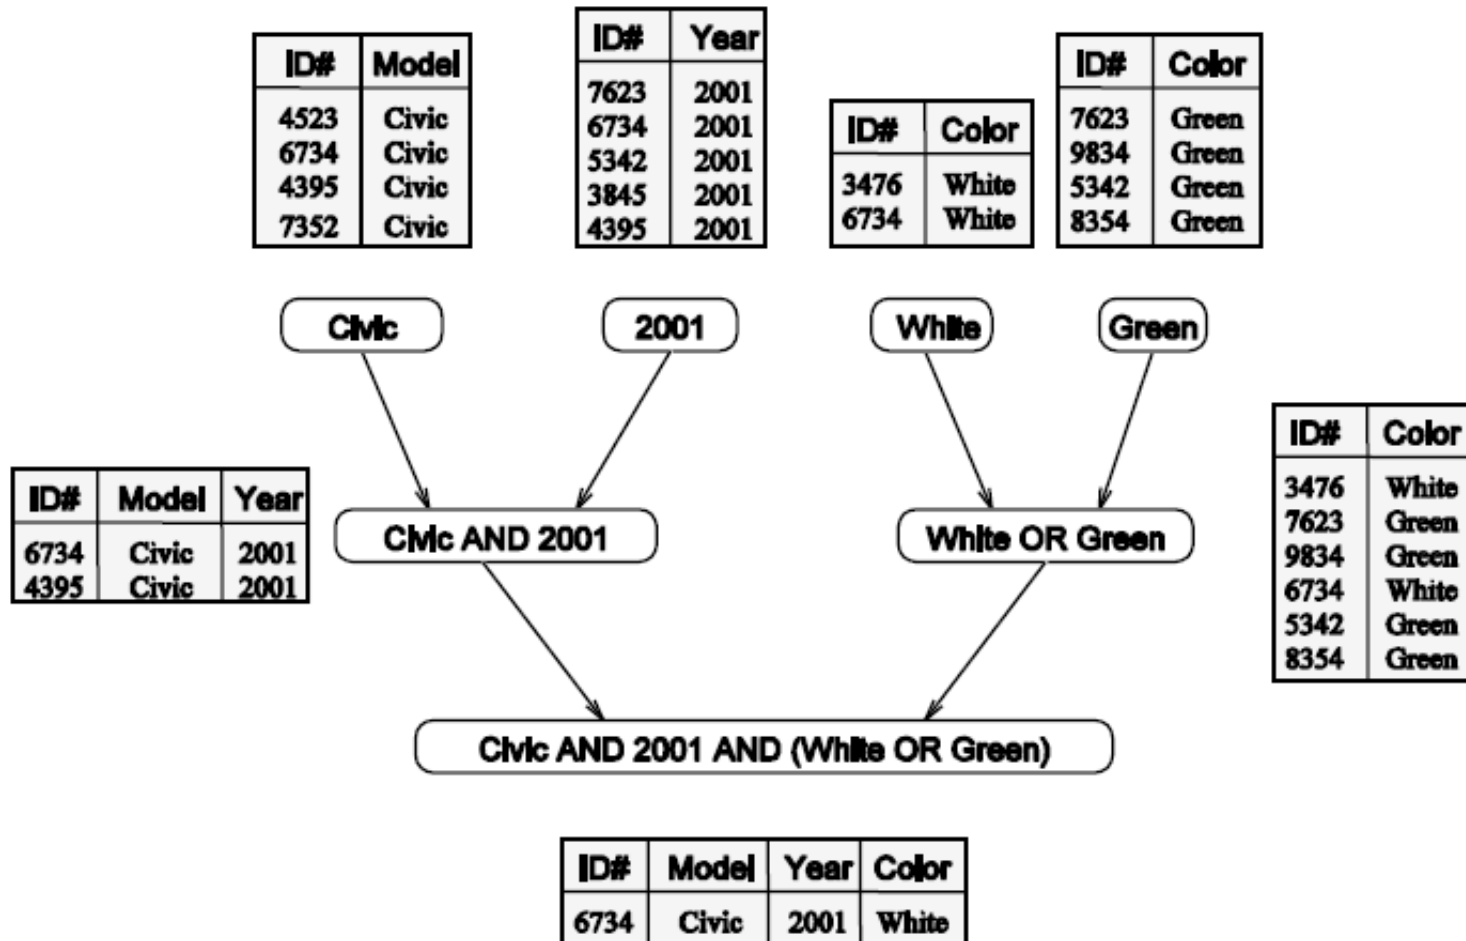 ID# Model
4523 Civic
6734 Civic
4395 Civic
7352 Civic
ID# Year
7623 2001
6734 2001
5342 2001
3845 2001
4395 2001
ID# Color
3476 White
6734 White
ID# Color
7623 Green
9834 Green
5342 Green
8354 Green
Civic
2001
White
Green
ID# Model Year
6734 Civic 2001
4395 Civic 2001
Civic AND 2001
White OR Green
ID# Color
3476 White
7623 Green
9834 Green
6734 White
5342 Green
8354 Green
Civic AND 2001 AND (White OR Green)
ID# Model Year Color
6734 Civic 2001 White